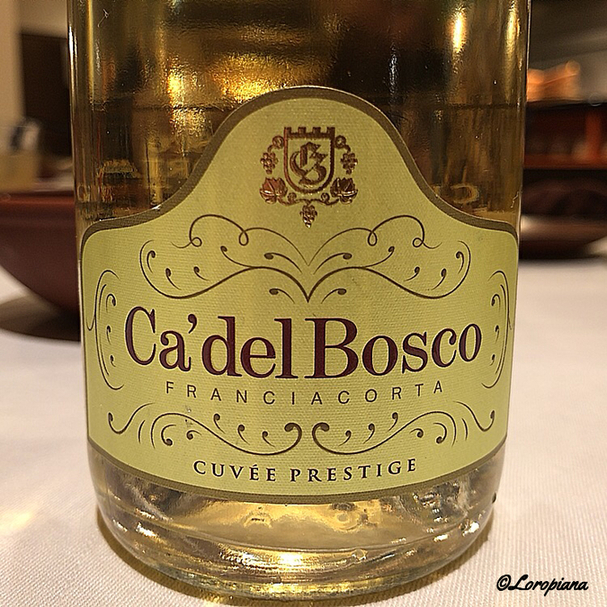 Ca'del Bosco
FRANCIACORTA
CUVÉE PRESTIGE
©Loropiana